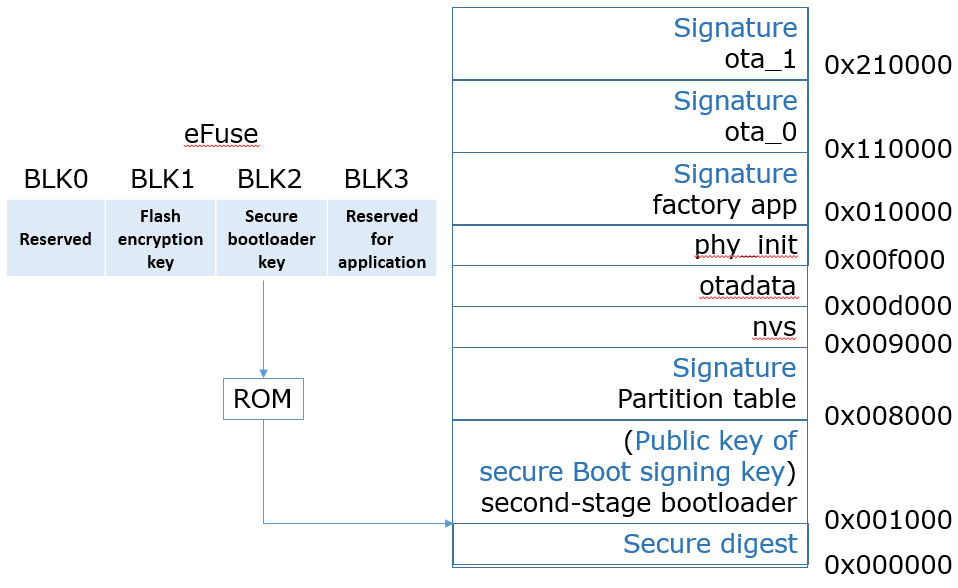 eFuse
BLK0 BLK1 BLK2 BLK3
Reserved
Flash
encryption
key
Secure
bootloader
key
Reserved
for
application
ROM
Signature
ota_1
0x210000
Signature
ota_0
0x110000
Signature
factory app
0x010000
phy_init
0x00f000
otadata
0x00d000
nvs
0x009000
Signature
Partition table
0x008000
(Public key of
secure Boot signing key)
second-stage bootloader
0x001000
Secure digest
0x000000